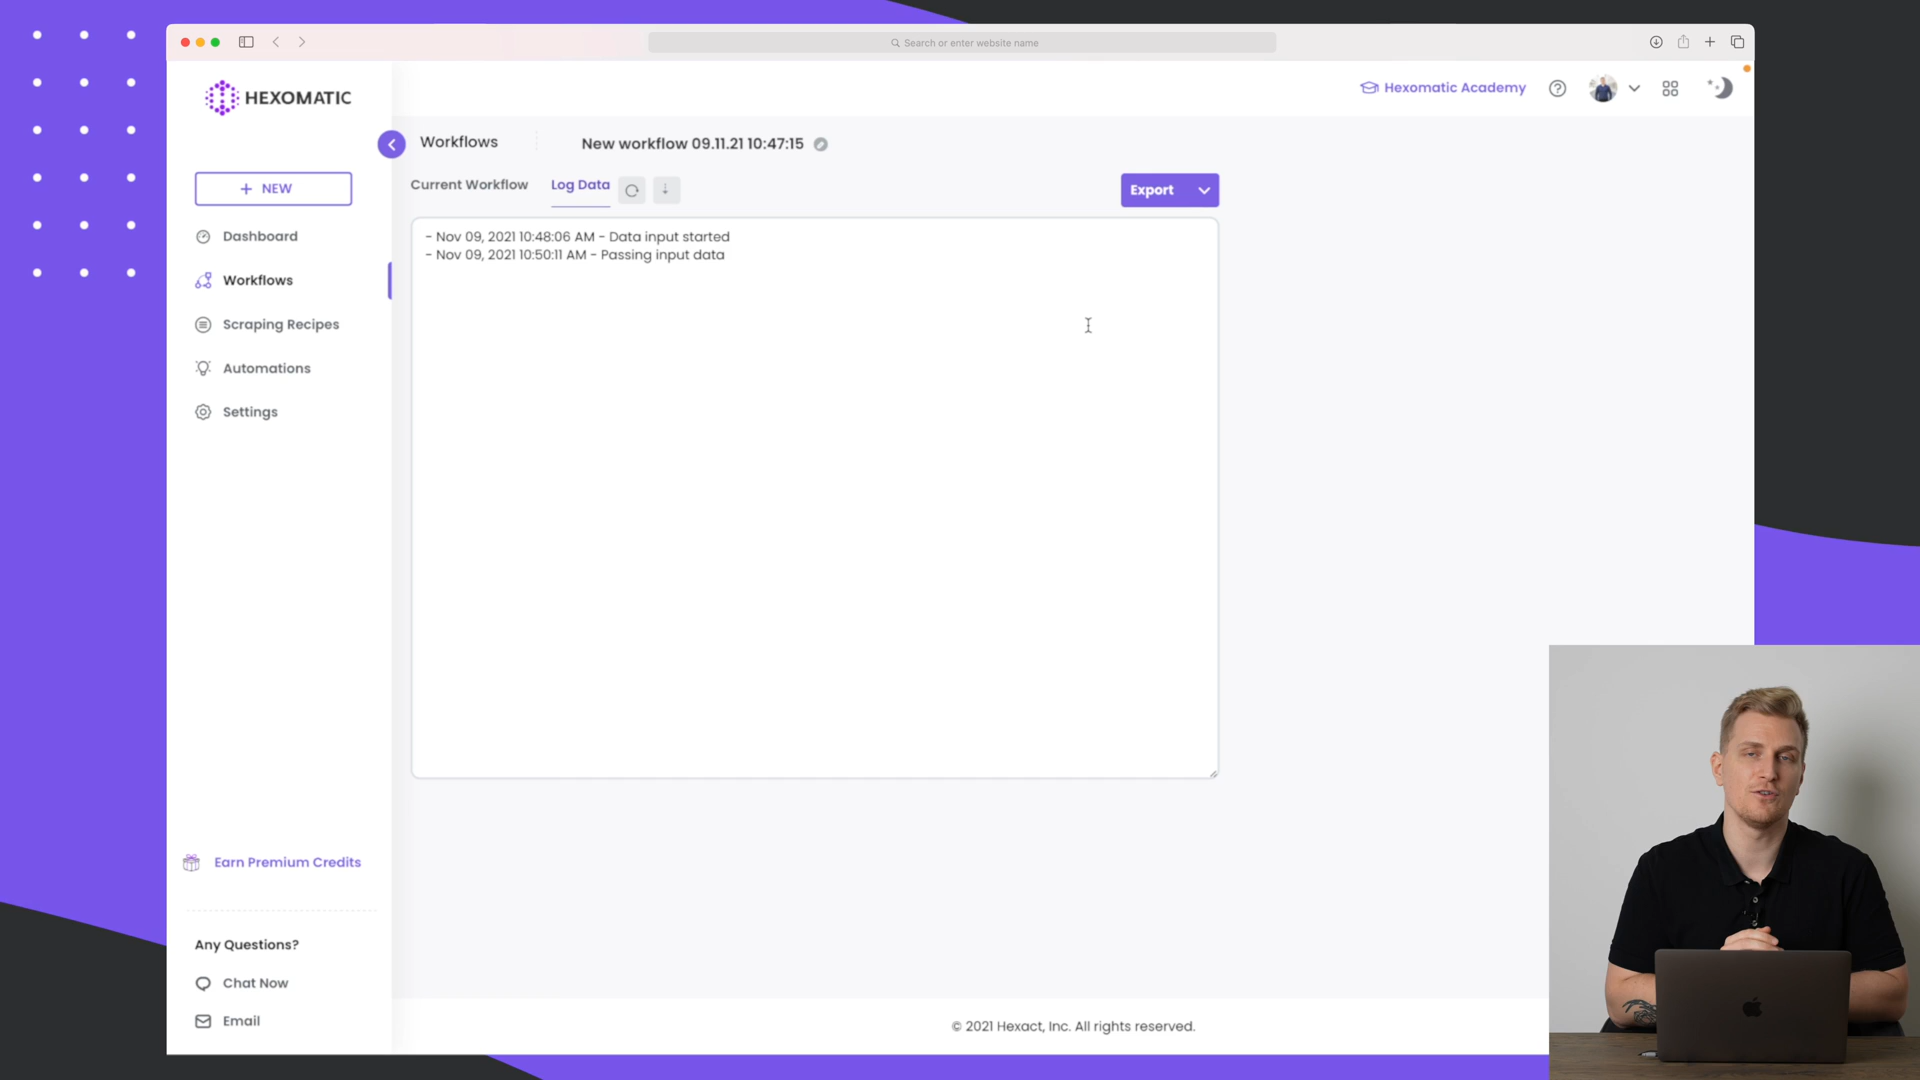 Search or enter website name
HEXOMATIC
Hexomatic Academy
Workflows
New workflow 09.11.21 10:47:15
NEW
Current Workflow
Log Data
Export
- Nov 09, 2021 10:48:06 AM - Data input started
- Nov 09, 2021 10:50:11 AM - Passing input data
Dashboard
Workflows
Scraping Recipes
Automations
Settings
Earn Premium Credits
Any Questions?
Chat Now
Email
© 2021 Hexact, Inc. All rights reserved.